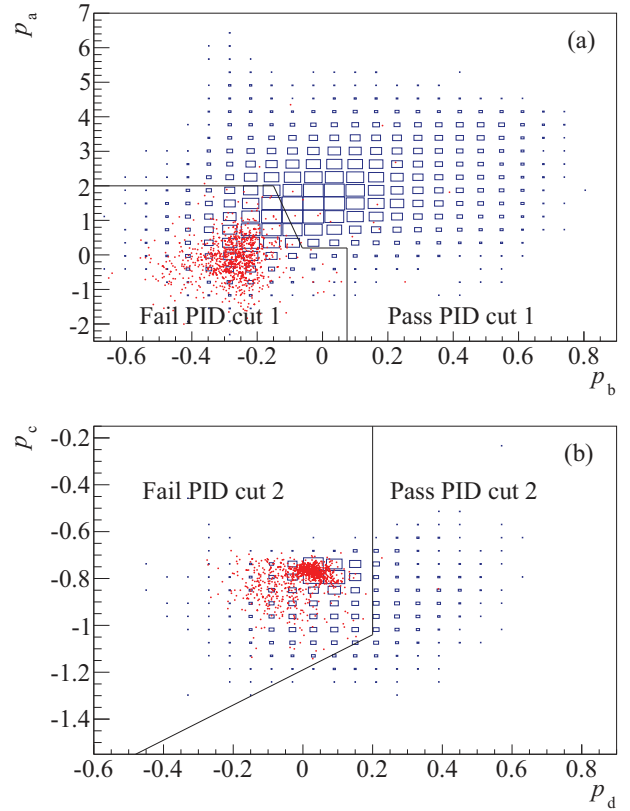 p_a
7
6
5
4
3
2
1
0
-1
-2
(a)
Fail PID cut 1
Pass PID cut 1
-0.6 -0.4 -0.2 0 0.2 0.4 0.6 0.8
p_b
p_c
-0.2
-0.4
-0.6
-0.8
-1
-1.2
-1.4
(b)
Fail PID cut 2
Pass PID cut 2
-0.6 -0.4 -0.2 0 0.2 0.4 0.6 0.8
p_d